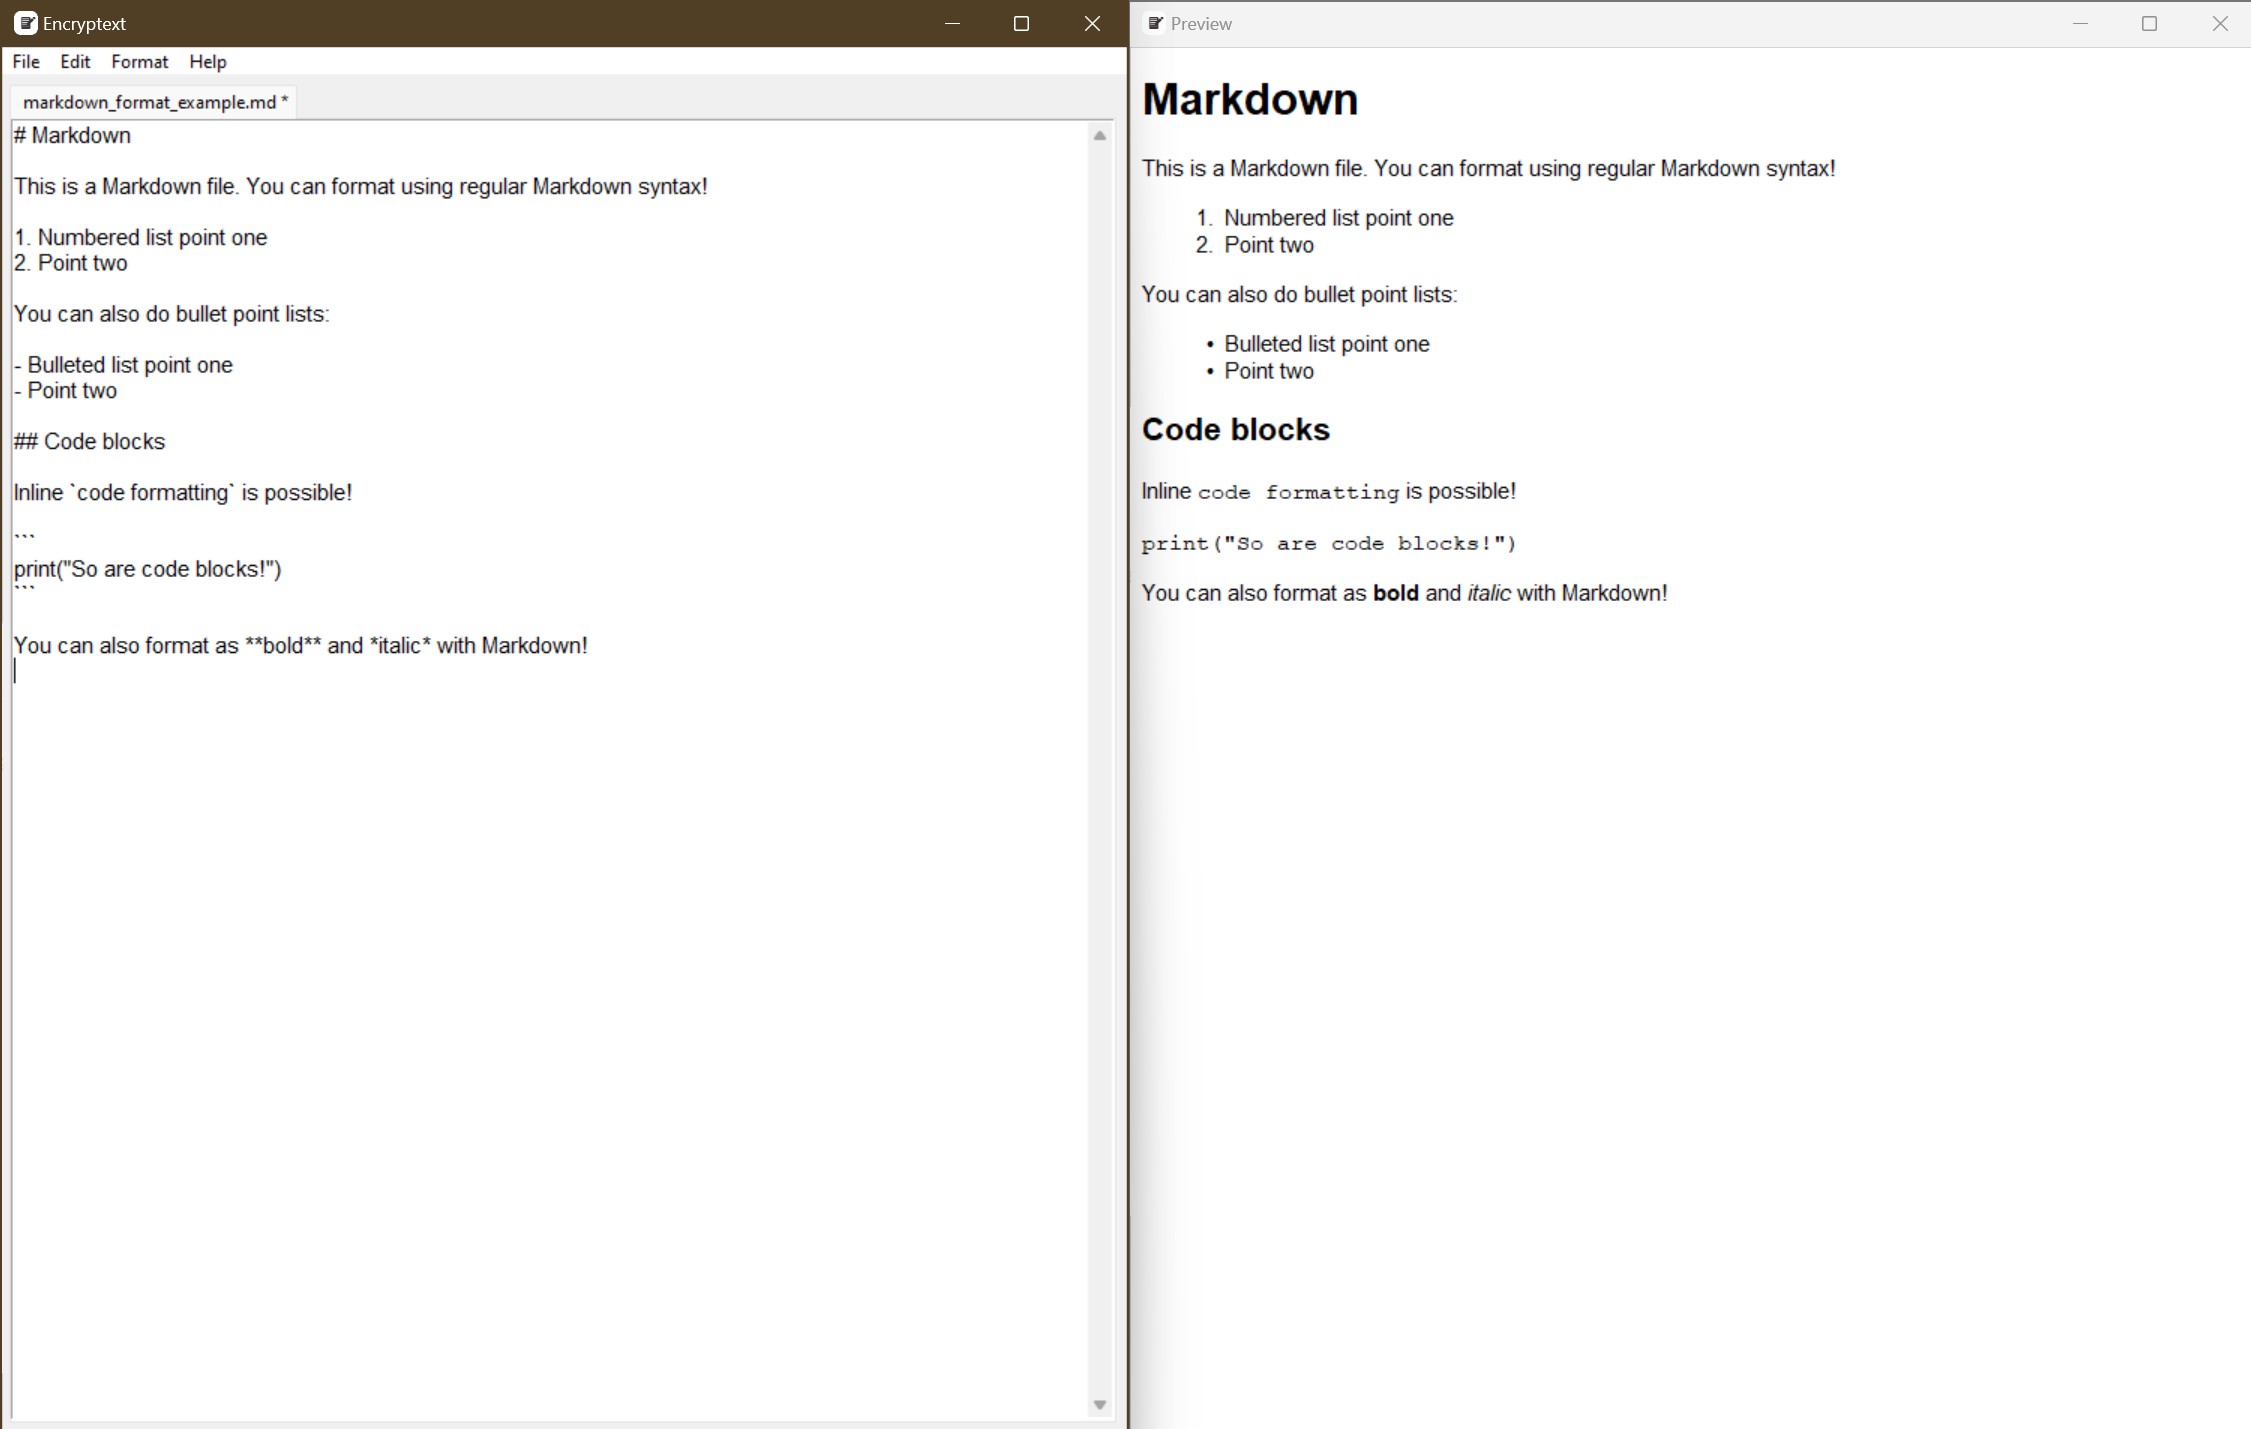 Encryptext
File Edit Format Help
markdown_format_example.md *
# Markdown
This is a Markdown file. You can format using regular Markdown syntax!
1. Numbered list point one
2. Point two
You can also do bullet point lists:
- Bulleted list point one
- Point two
## Code blocks
Inline `code formatting` is possible!
```
print("So are code blocks!")
```
You can also format as **bold** and *italic* with Markdown!
Preview
Markdown
This is a Markdown file. You can format using regular Markdown syntax!
1. Numbered list point one
2. Point two
You can also do bullet point lists:
• Bulleted list point one
• Point two
Code blocks
Inline code formatting is possible!
print("So are code blocks!")
You can also format as bold and italic with Markdown!